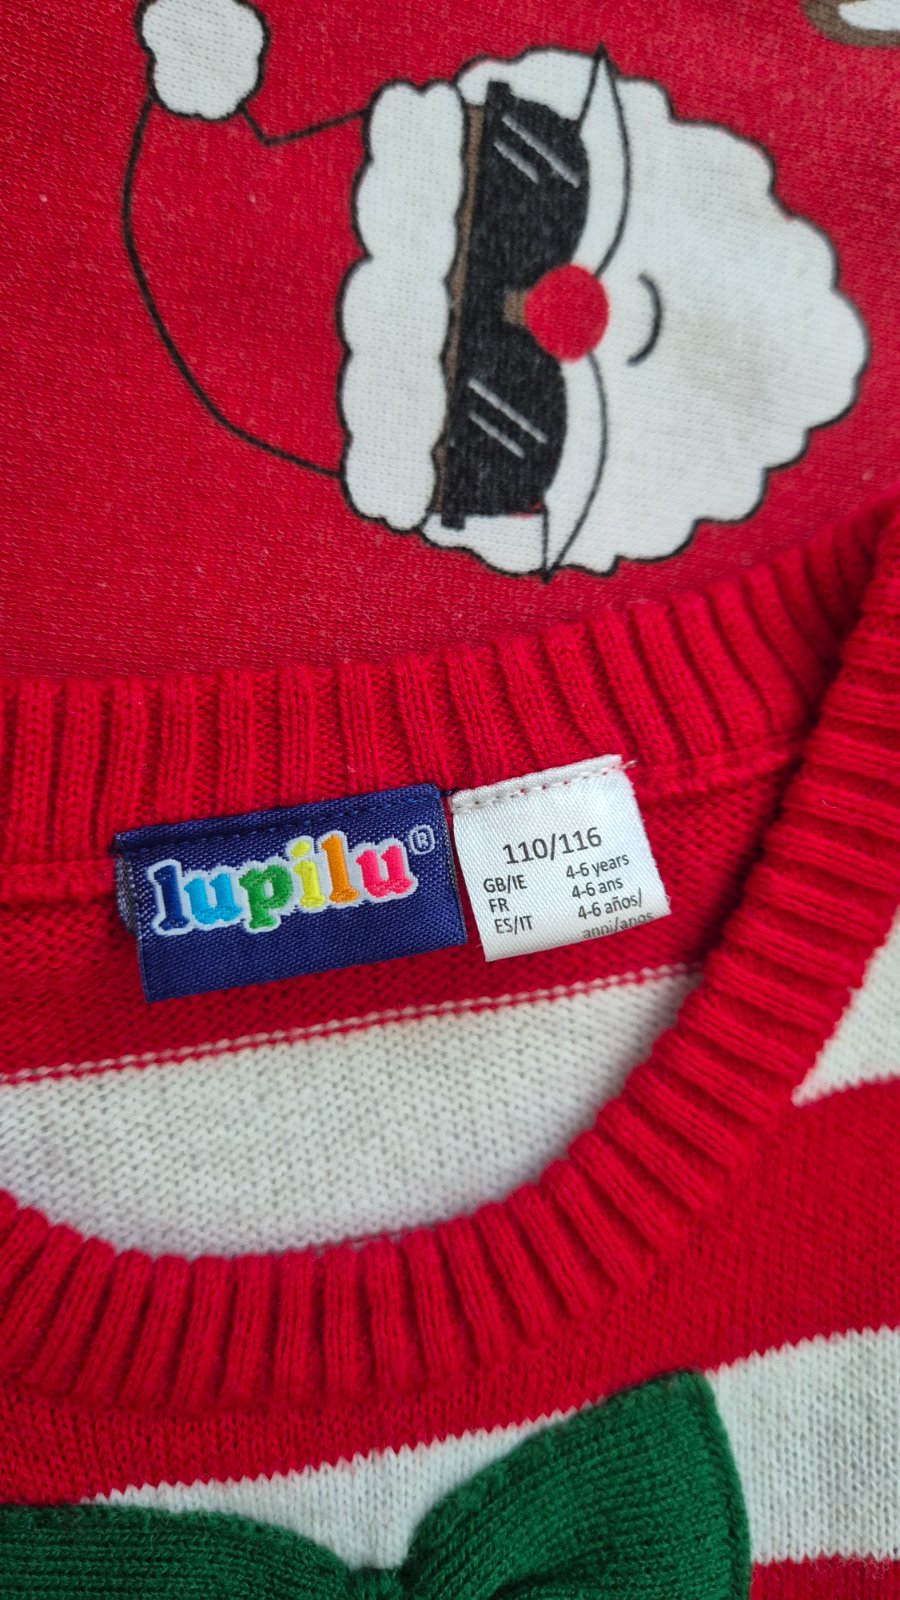 lupilu®
110/116
GB/IE 4-6 years
FR 4-6 ans
ES/IT 4-6 años/
anni/anos